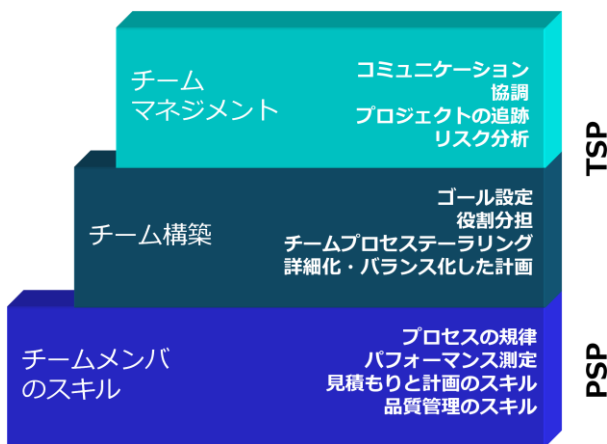 チーム
マネジメント
コミュニケーション
協調
プロジェクトの追跡
リスク分析
チーム構築
ゴール設定
役割分担
チームプロセステーラリング
詳細化・バランス化した計画
TSP
チームメンバ
のスキル
プロセスの規律
パフォーマンス測定
見積もりと計画のスキル
品質管理のスキル
PSP